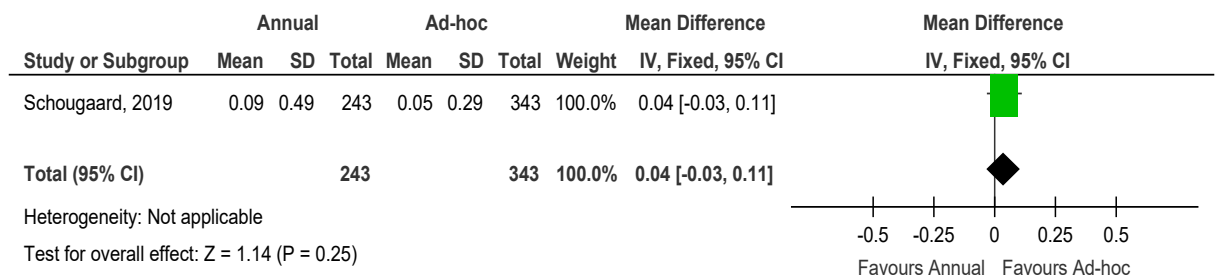 Annual Ad-hoc Mean Difference Mean Difference
Study or Subgroup Mean SD Total Mean SD Total Weight IV, Fixed, 95% CI IV, Fixed, 95% CI
Schougaard, 2019 0.09 0.49 243 0.05 0.29 343 100.0% 0.04 [-0.03, 0.11]
Total (95% CI) 243 343 100.0% 0.04 [-0.03, 0.11]
Heterogeneity: Not applicable
Test for overall effect: Z = 1.14 (P = 0.25)
-0.5 -0.25 0 0.25 0.5
Favours Annual Favours Ad-hoc